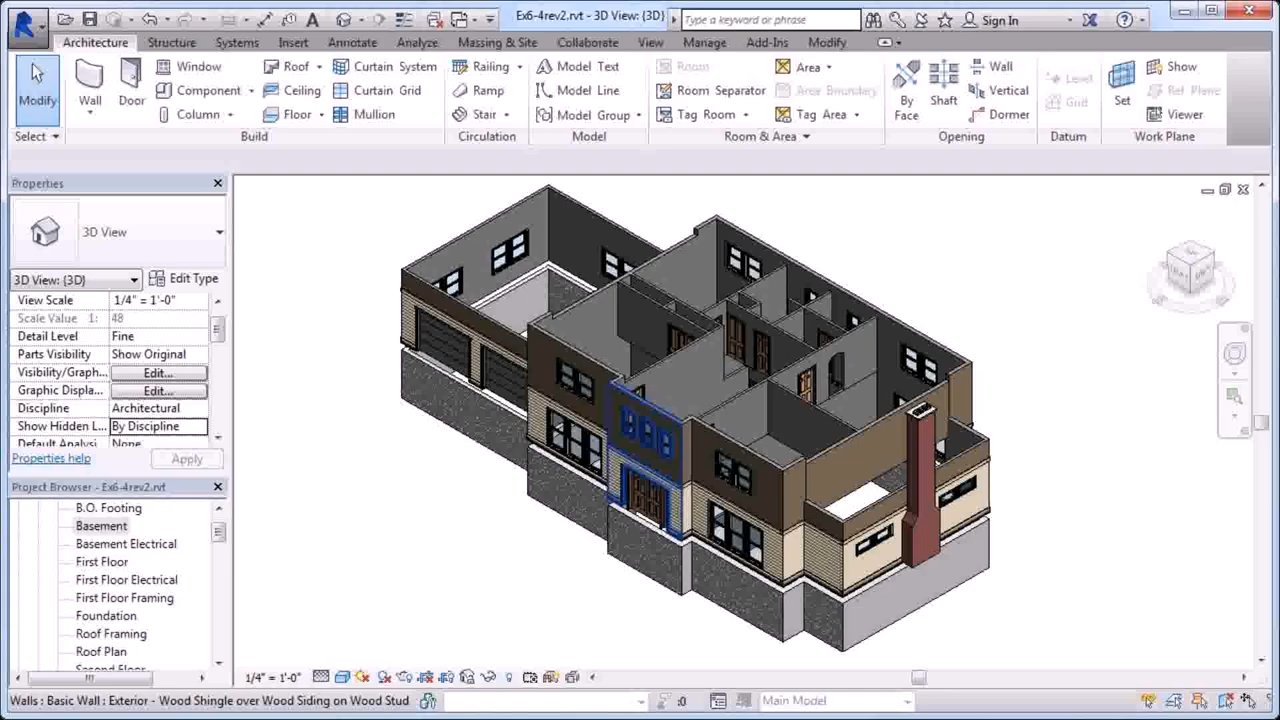 Ex6-4rev2.rvt - 3D View: {3D}
Type a keyword or phrase
Sign In
Architecture Structure Systems Insert Annotate Analyze Massing & Site Collaborate View Manage Add-Ins Modify
Modify
Wall
Door
Window
Component
Column
Roof
Ceiling
Floor
Curtain System
Curtain Grid
Mullion
Railing
Ramp
Stair
Model Text
Model Line
Model Group
Room
Room Separator
Tag Room
Area
Area Boundary
Tag Area
By Face
Shaft
Wall
Vertical
Dormer
Level
Grid
Set
Show
Ref Plane
Viewer
Select Build Circulation Model Room & Area Opening Datum Work Plane
Properties
3D View
3D View: {3D} Edit Type
View Scale 1/4" = 1'-0"
Scale Value 1: 48
Detail Level Fine
Parts Visibility Show Original
Visibility/Graph... Edit...
Graphic Displa... Edit...
Discipline Architectural
Show Hidden L... By Discipline
Default Analysi None
Properties help Apply
Project Browser - Ex6-4rev2.rvt
B.O. Footing
Basement
Basement Electrical
First Floor
First Floor Electrical
First Floor Framing
Foundation
Roof Framing
Roof Plan
Second Floor
1/4" = 1'-0"
Walls : Basic Wall : Exterior - Wood Shingle over Wood Siding on Wood Stud
:0
Main Model